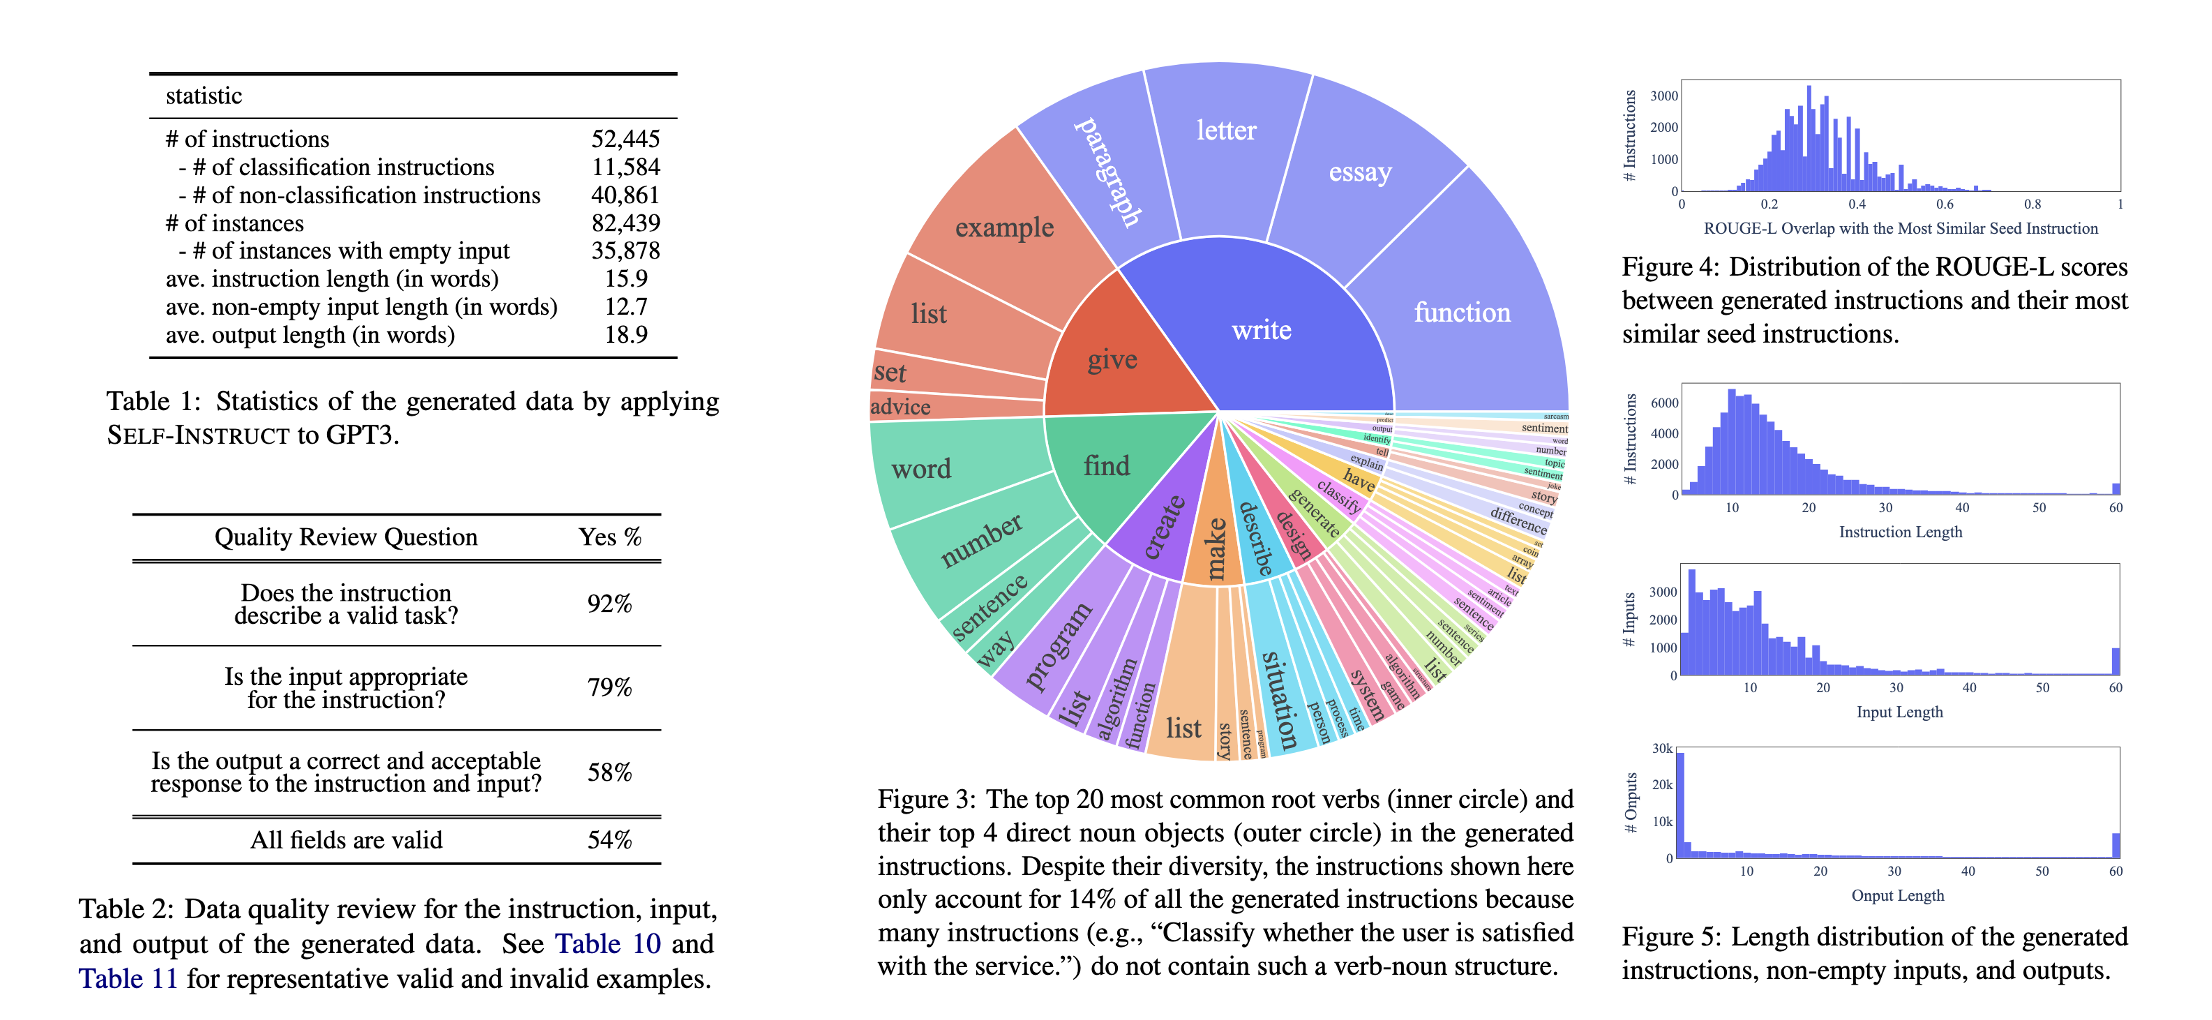 statistic
# of instructions 52,445
- # of classification instructions 11,584
- # of non-classification instructions 40,861
# of instances 82,439
- # of instances with empty input 35,878
ave. instruction length (in words) 15.9
ave. non-empty input length (in words) 12.7
ave. output length (in words) 18.9
Table 1: Statistics of the generated data by applying
SELF-INSTRUCT to GPT3.
Quality Review Question Yes %
Does the instruction
describe a valid task? 92%
Is the input appropriate
for the instruction? 79%
Is the output a correct and acceptable
response to the instruction and input? 58%
All fields are valid 54%
Table 2: Data quality review for the instruction, input,
and output of the generated data. See Table 10 and
Table 11 for representative valid and invalid examples.
write
function
essay
letter
paragraph
give
example
list
set
advice
find
word
number
sentence
way
create
program
list
algorithm
function
make
list
story
sentence
program
describe
situation
person
process
time
design
system
game
algorithm
generate
list
number
sentence
series
classify
sentence
sentiment
article
text
have
list
array
coin
set
explain
difference
concept
tell
story
joke
identify
sentiment
topic
output
number
word
predict
sentiment
sarcasm
Figure 3: The top 20 most common root verbs (inner circle) and
their top 4 direct noun objects (outer circle) in the generated
instructions. Despite their diversity, the instructions shown here
only account for 14% of all the generated instructions because
many instructions (e.g., “Classify whether the user is satisfied
with the service.”) do not contain such a verb-noun structure.
# Instructions
3000
2000
1000
0
0 0.2 0.4 0.6 0.8 1
ROUGE-L Overlap with the Most Similar Seed Instruction
Figure 4: Distribution of the ROUGE-L scores
between generated instructions and their most
similar seed instructions.
# Instructions
6000
4000
2000
0
10 20 30 40 50 60
Instruction Length
# Inputs
3000
2000
1000
0
10 20 30 40 50 60
Input Length
# Onputs
30k
20k
10k
0
10 20 30 40 50 60
Onput Length
Figure 5: Length distribution of the generated
instructions, non-empty inputs, and outputs.